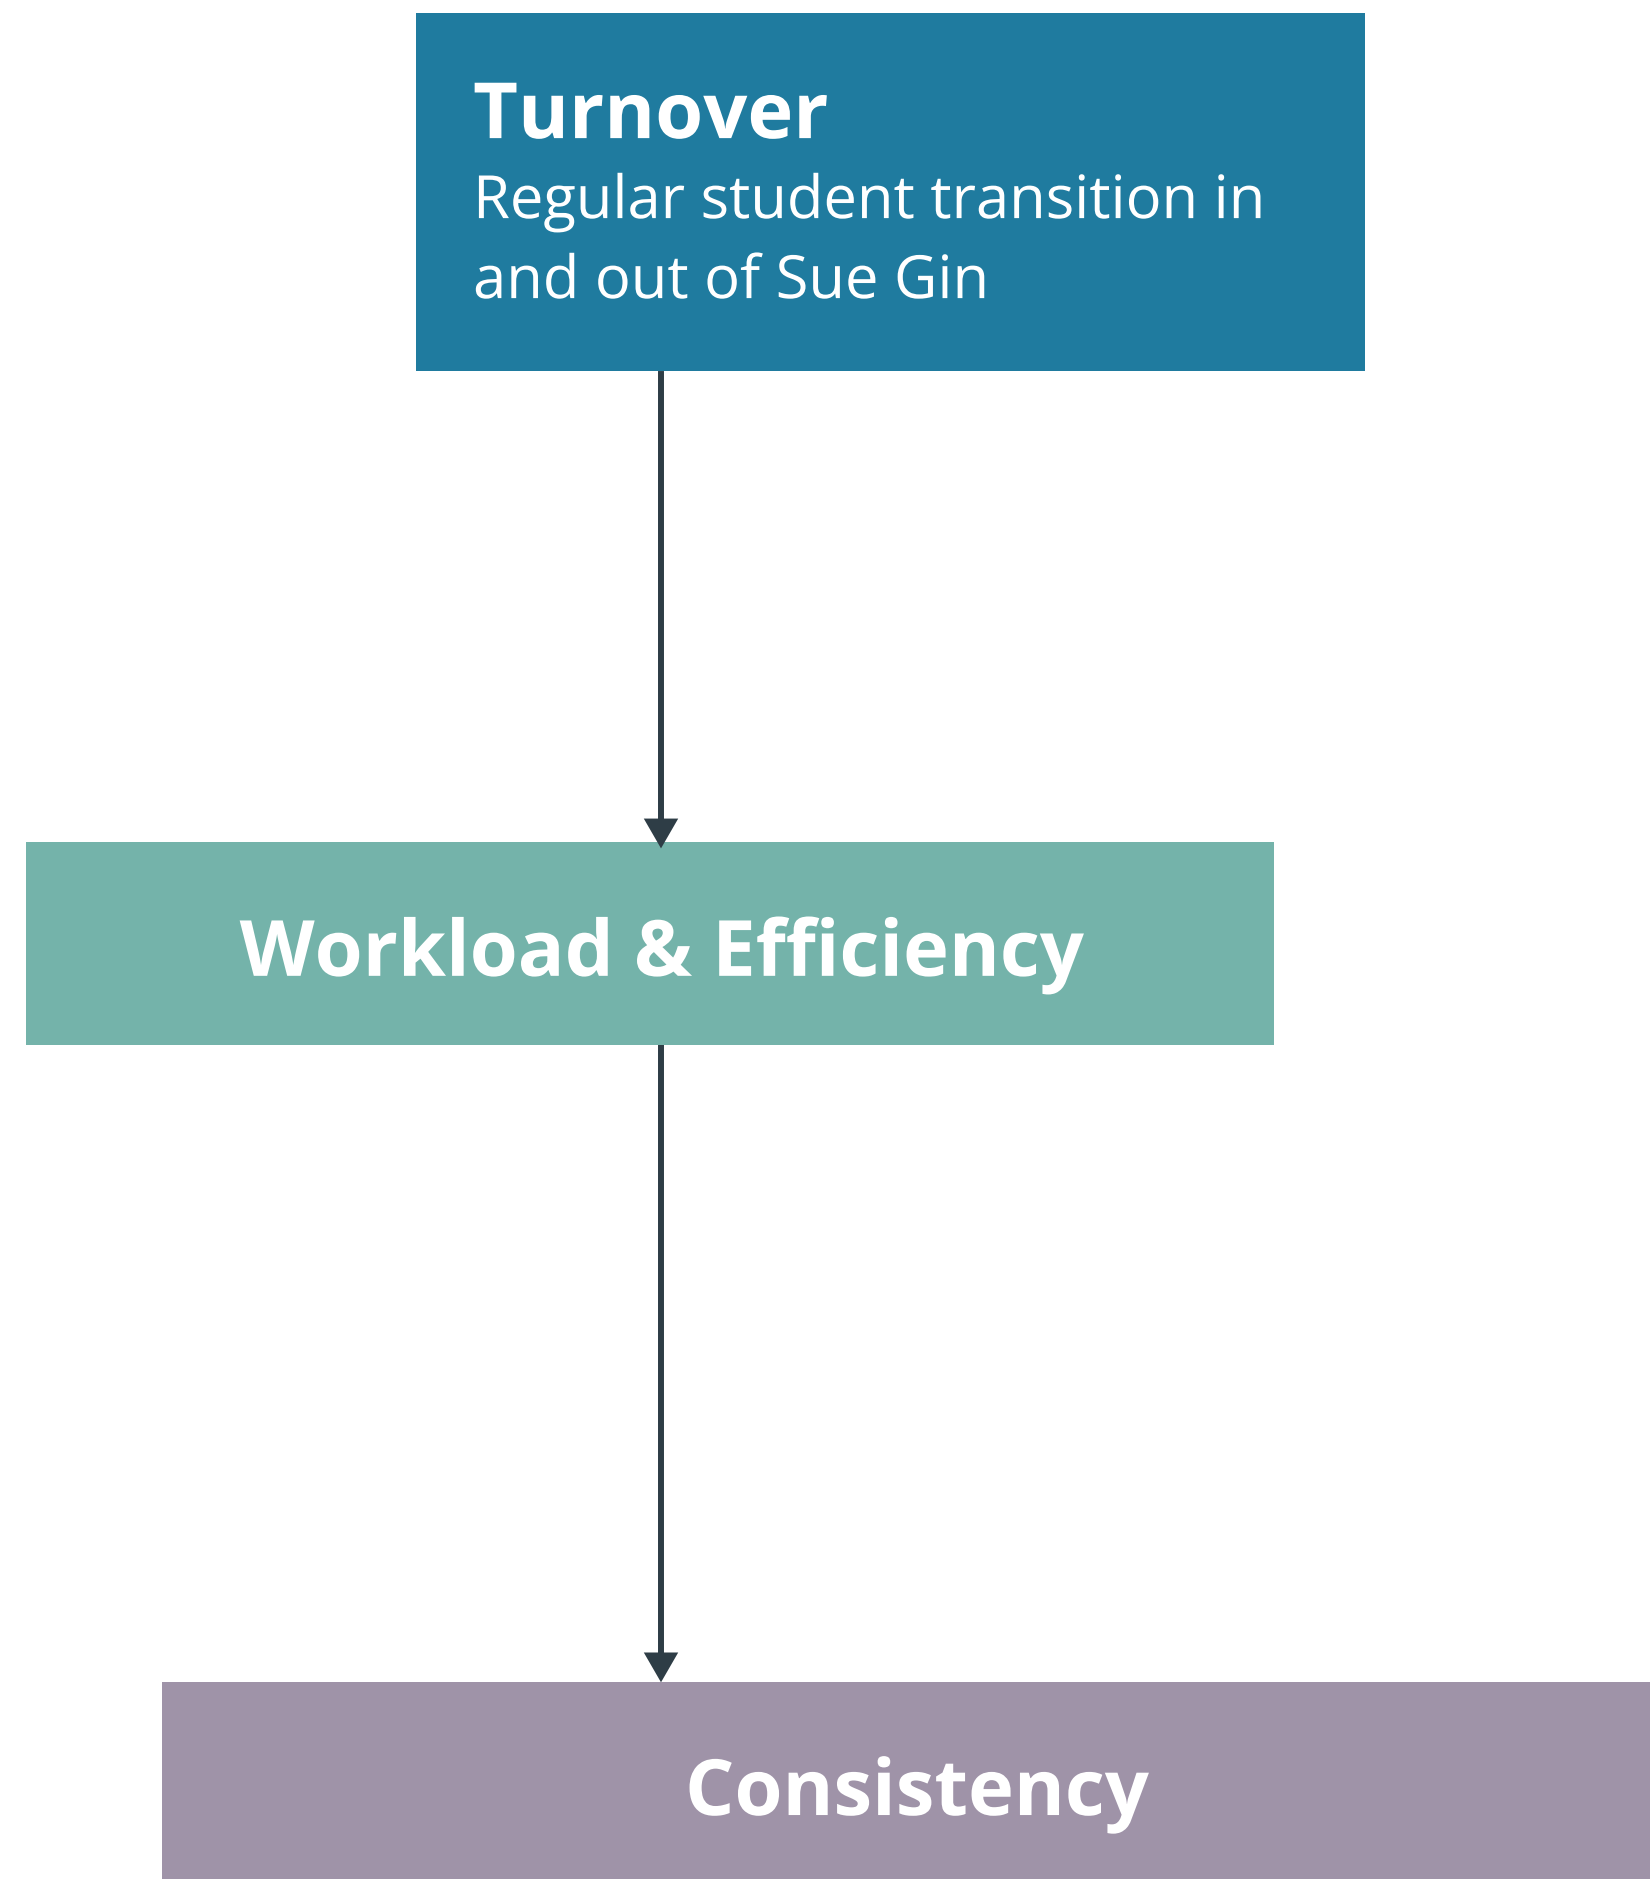 Turnover
Regular student transition in
and out of Sue Gin
Workload & Efficiency
Consistency